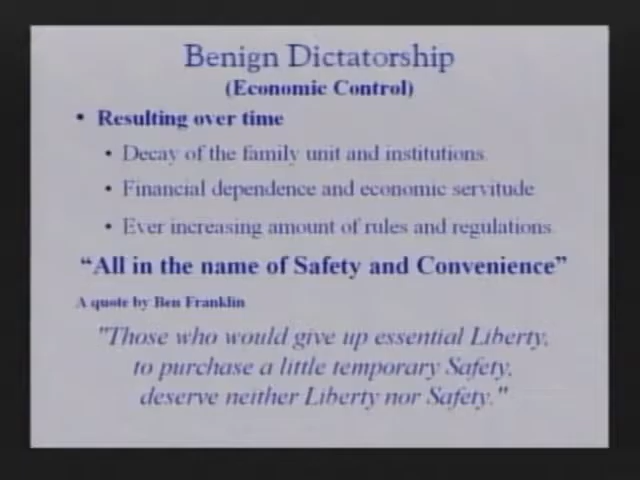 Benign Dictatorship
(Economic Control)
• Resulting over time
• Decay of the family unit and institutions
• Financial dependence and economic servitude
• Ever increasing amount of rules and regulations
“All in the name of Safety and Convenience”
A quote by Ben Franklin
"Those who would give up essential Liberty,
to purchase a little temporary Safety,
deserve neither Liberty nor Safety."